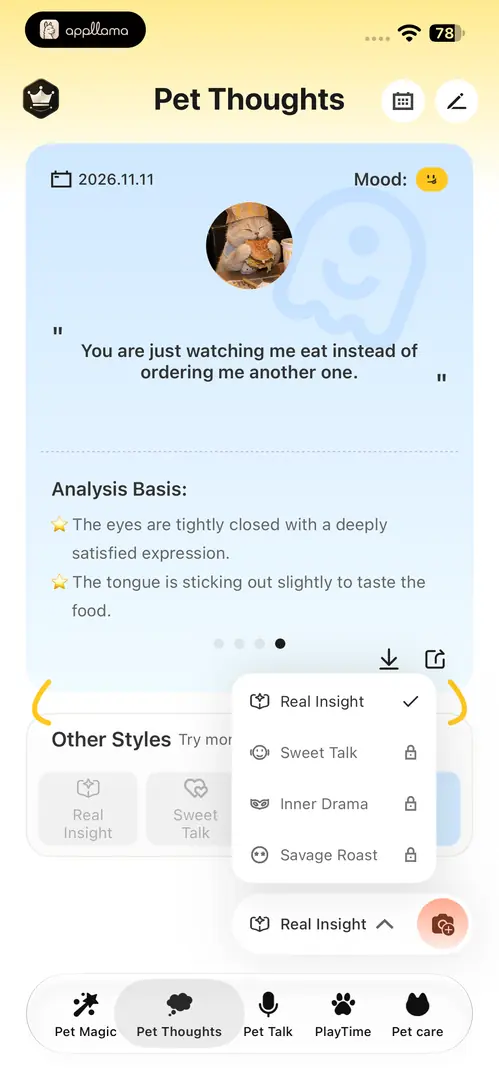 appllama
78
Pet Thoughts
2026.11.11
Mood:
"
You are just watching me eat instead of
ordering me another one.
"
Analysis Basis:
The eyes are tightly closed with a deeply
satisfied expression.
The tongue is sticking out slightly to taste the
food.
Other Styles Try mor
Real
Insight
Sweet
Talk
Real Insight
Sweet Talk
Inner Drama
Savage Roast
Real Insight
Pet Magic
Pet Thoughts
Pet Talk
PlayTime
Pet care